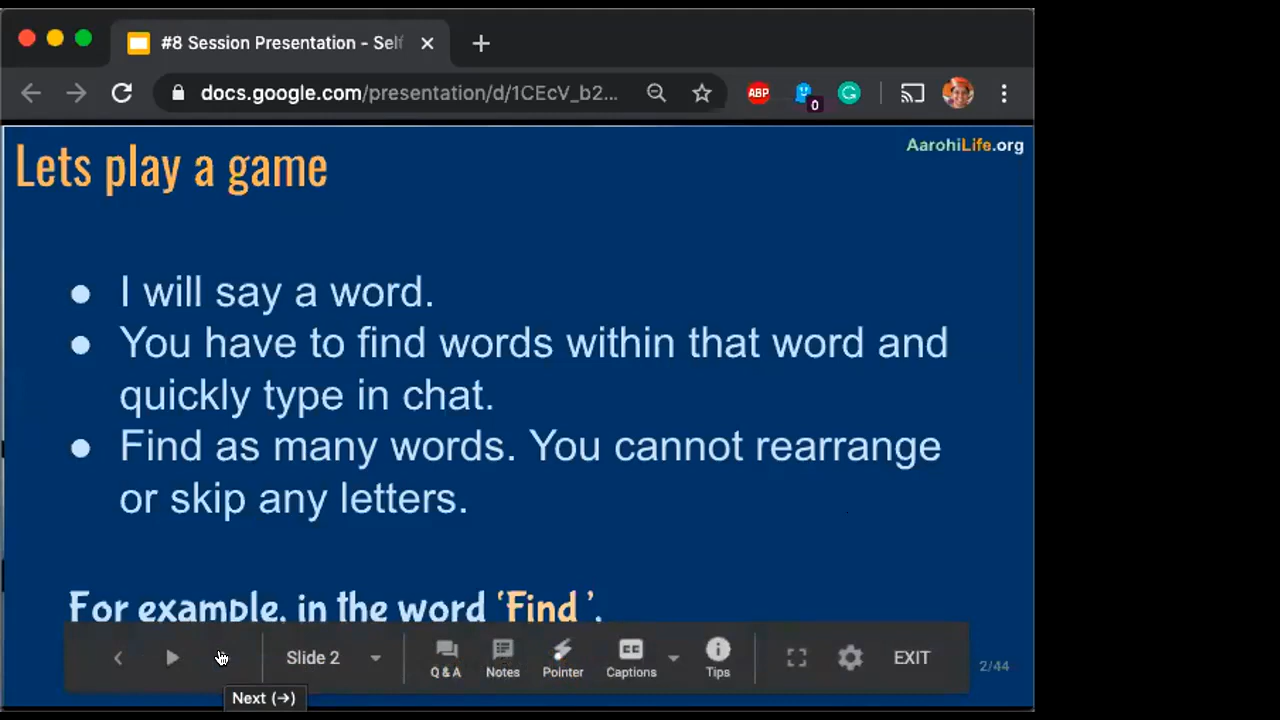 #8 Session Presentation - Self
docs.google.com/presentation/d/1CEcV_b2...
ABP
0
AarohiLife.org
Lets play a game
● I will say a word.
● You have to find words within that word and
quickly type in chat.
● Find as many words. You cannot rearrange
or skip any letters.
For example, in the word ‘Find ’,
Slide 2
CC
Q & A
Notes
Pointer
Captions
Tips
EXIT
2/44
Next (→)